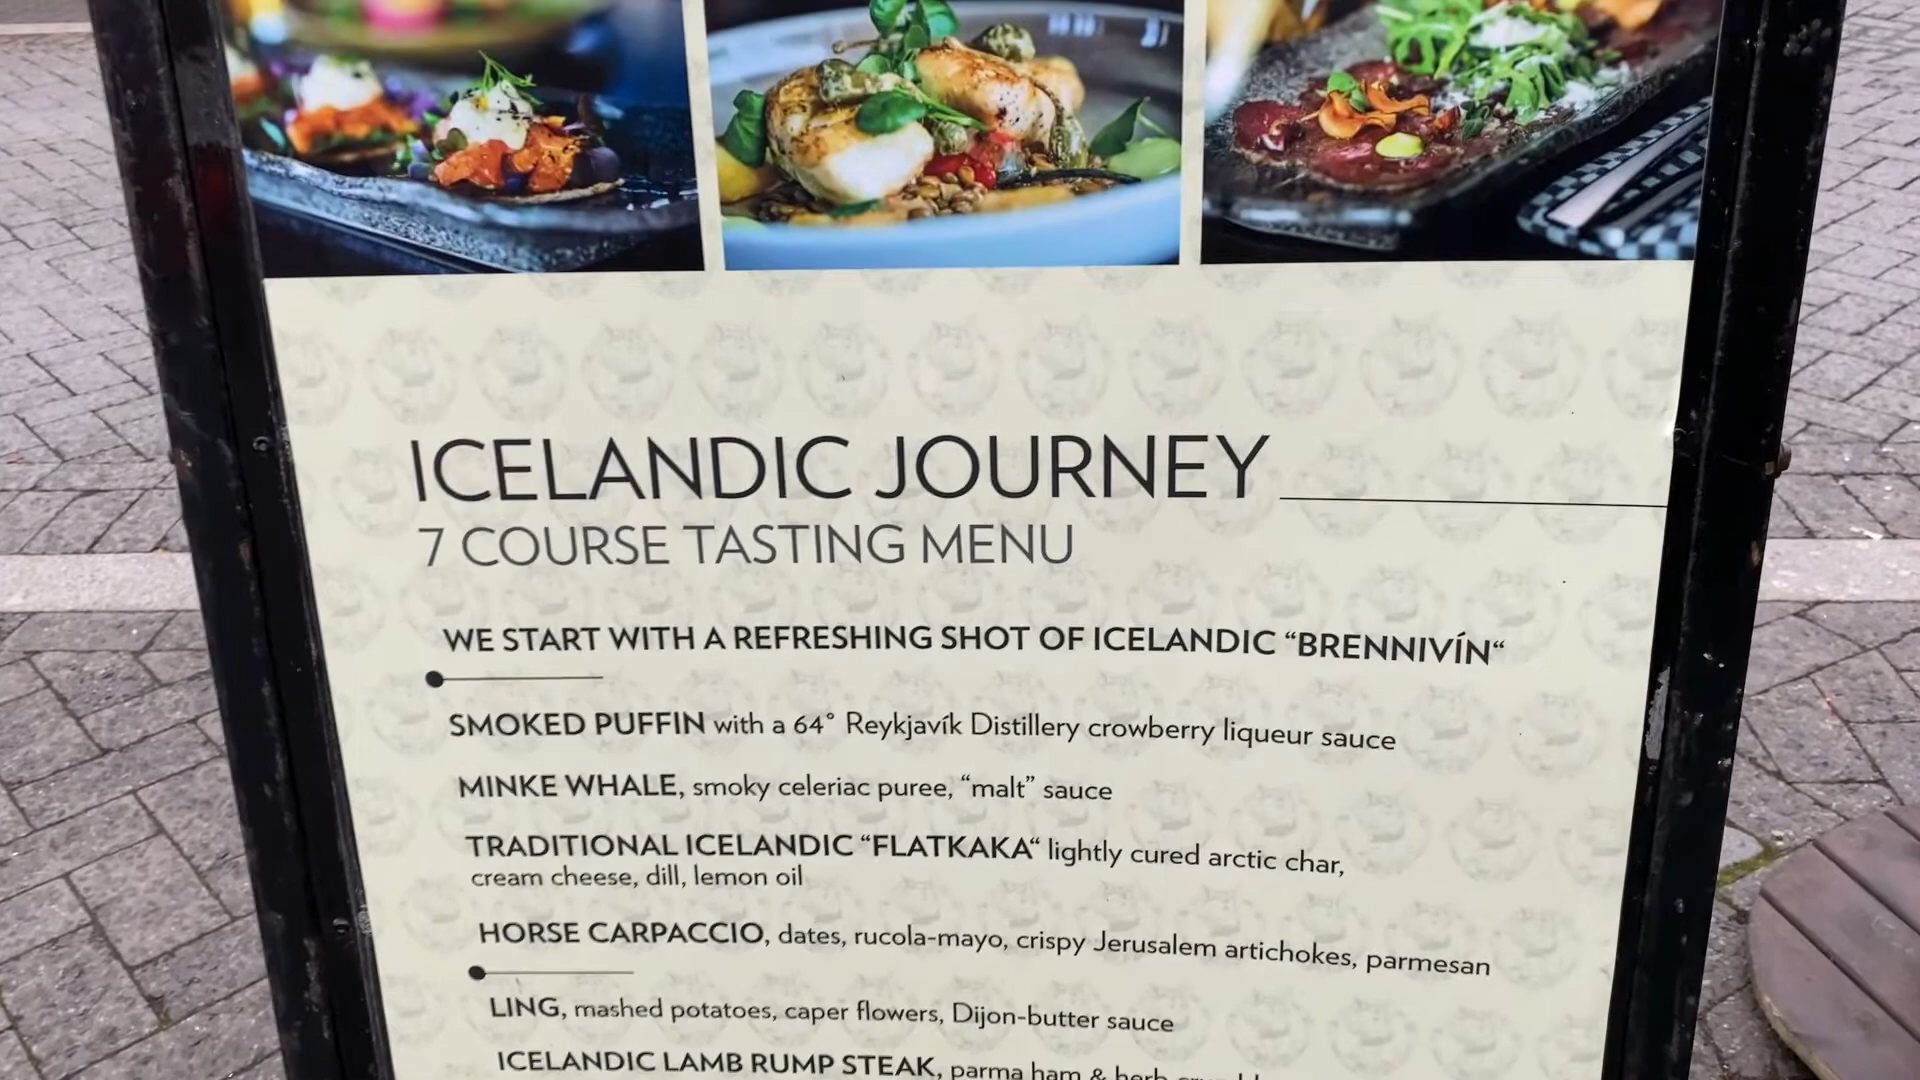 ICELANDIC JOURNEY
7 COURSE TASTING MENU
WE START WITH A REFRESHING SHOT OF ICELANDIC “BRENNIVÍN“
SMOKED PUFFIN with a 64° Reykjavík Distillery crowberry liqueur sauce
MINKE WHALE, smoky celeriac puree, “malt” sauce
TRADITIONAL ICELANDIC “FLATKAKA“ lightly cured arctic char,
cream cheese, dill, lemon oil
HORSE CARPACCIO, dates, rucola-mayo, crispy Jerusalem artichokes, parmesan
LING, mashed potatoes, caper flowers, Dijon-butter sauce
ICELANDIC LAMB RUMP STEAK, parma ham & herb